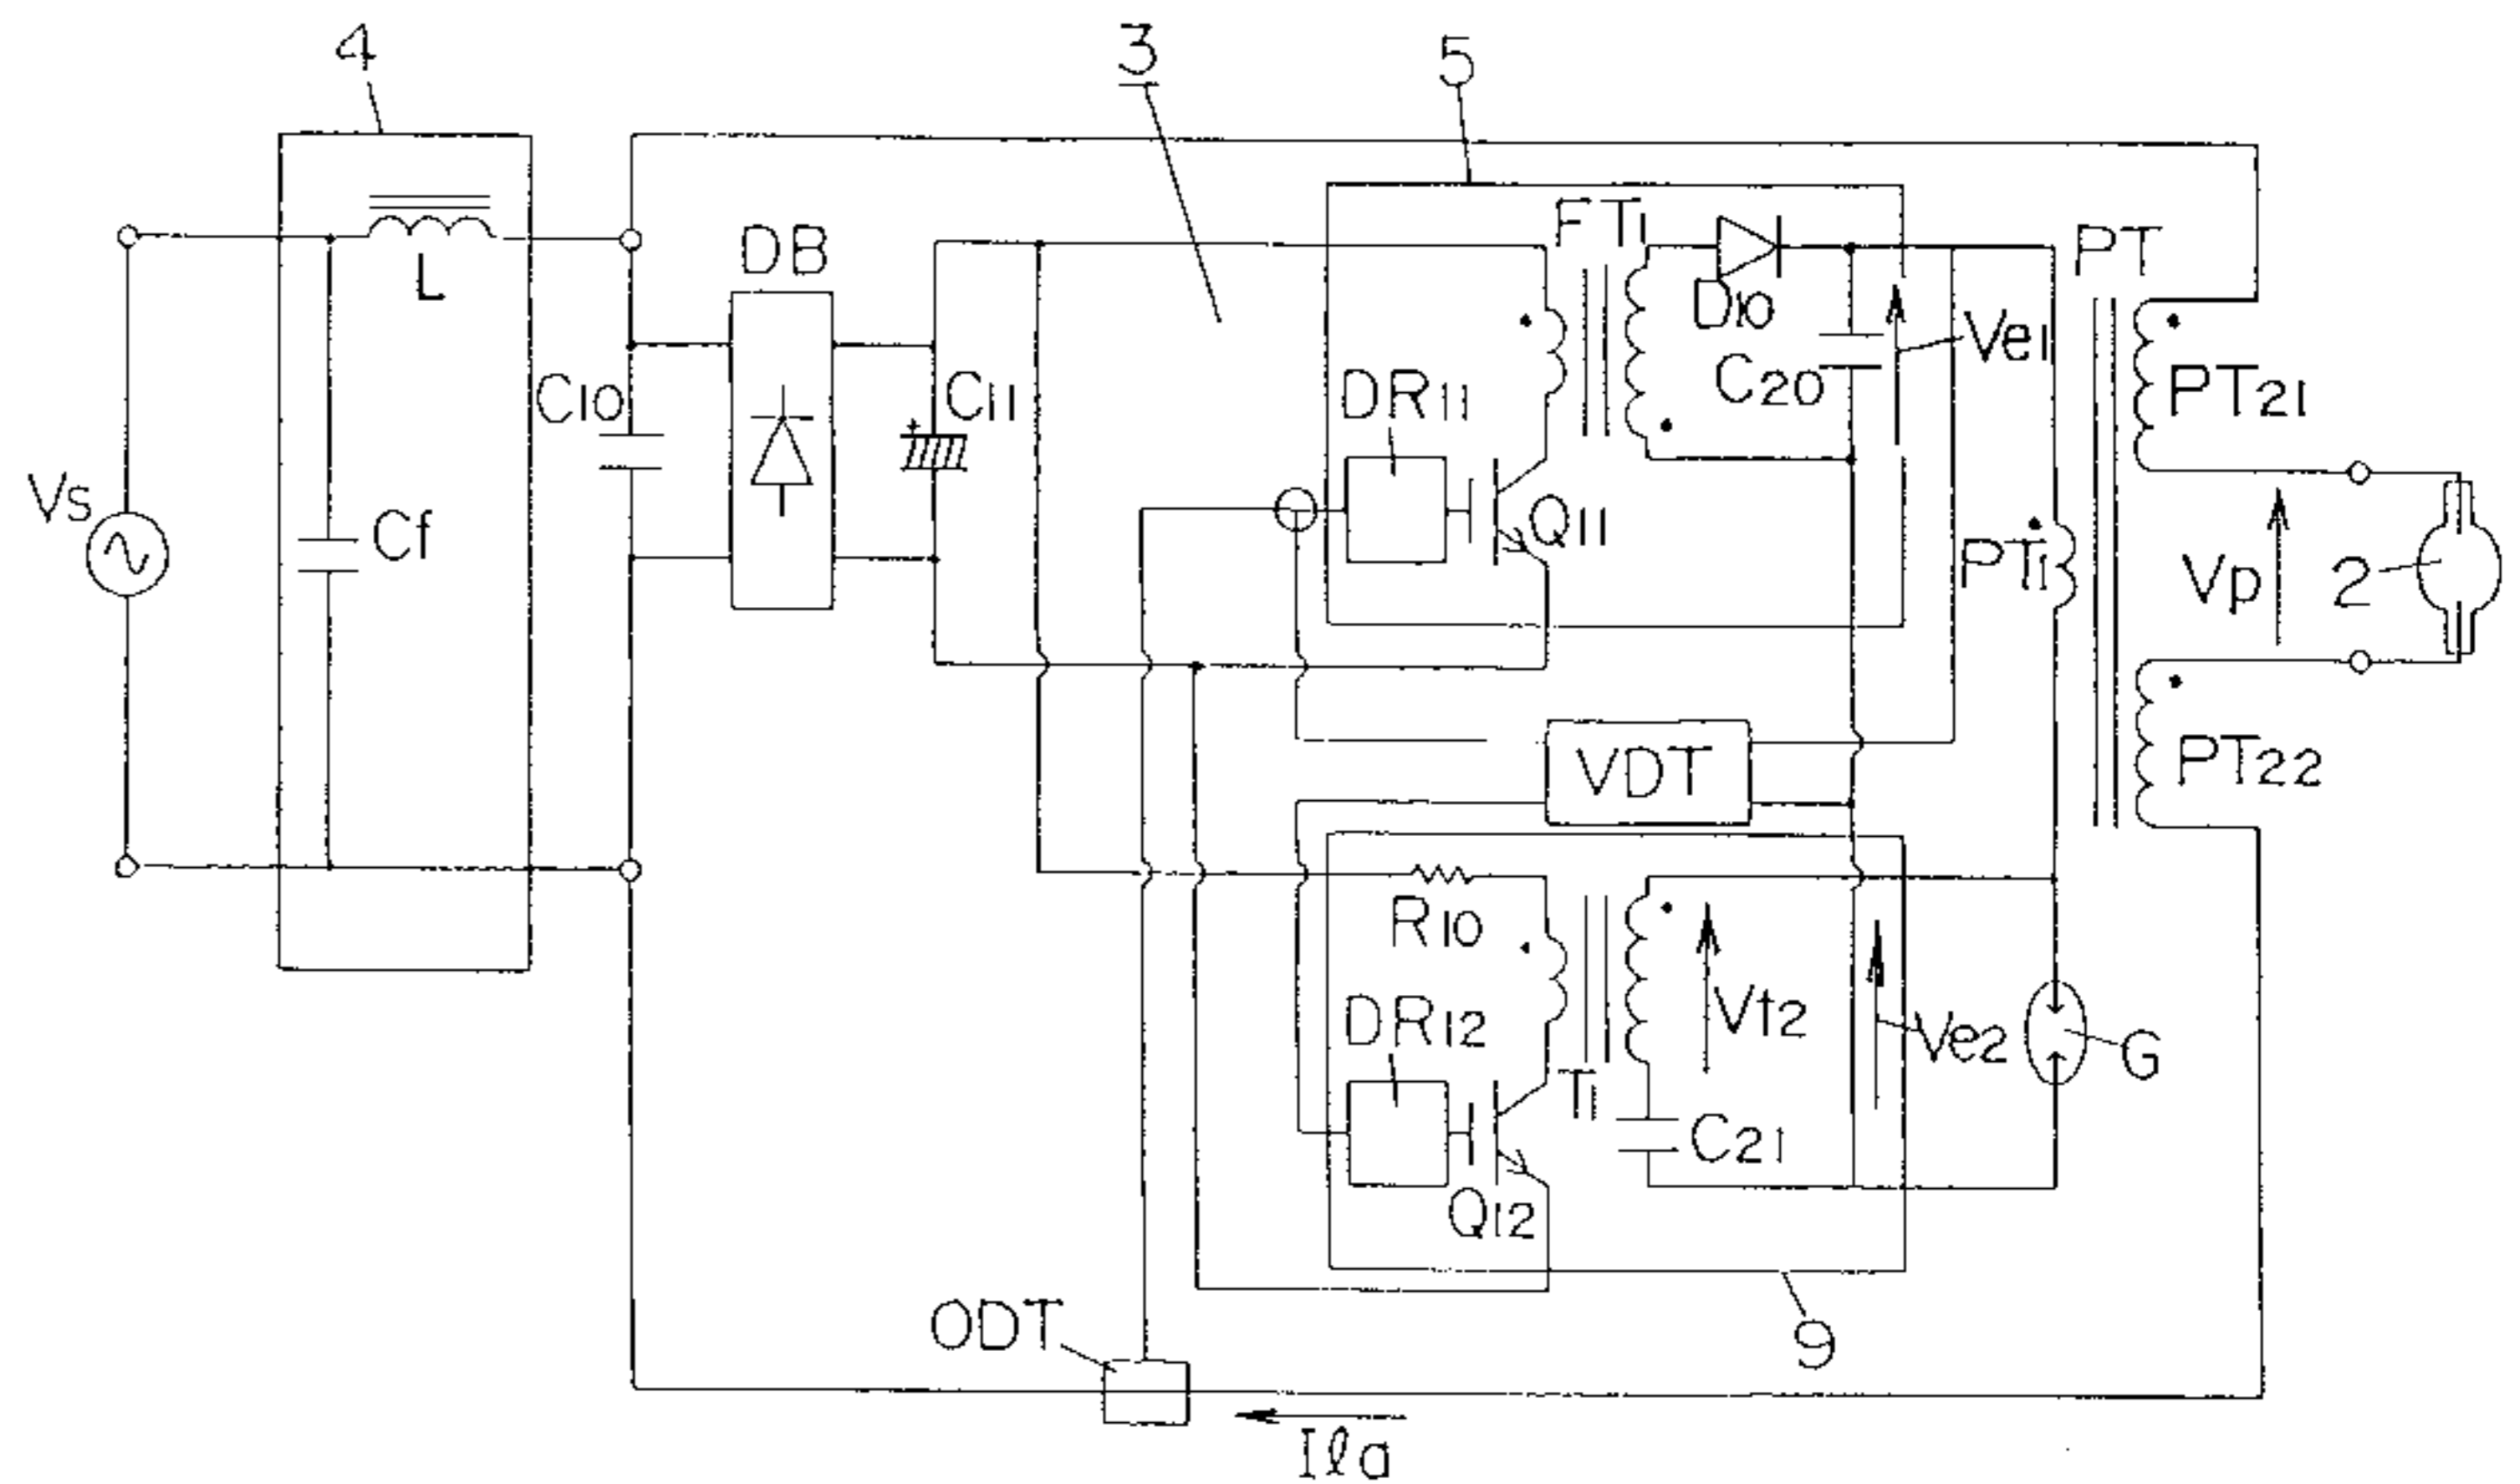 4
3
5
DB
FT1
PT
L
D10
Ve1
C10
C11
DR11
C20
PT21
Vs
Cf
Q11
PT1
Vp
2
VDT
PT22
R10
DR12
Vt2
Ve2
G
T1
C21
Q12
ODT
9
Ila